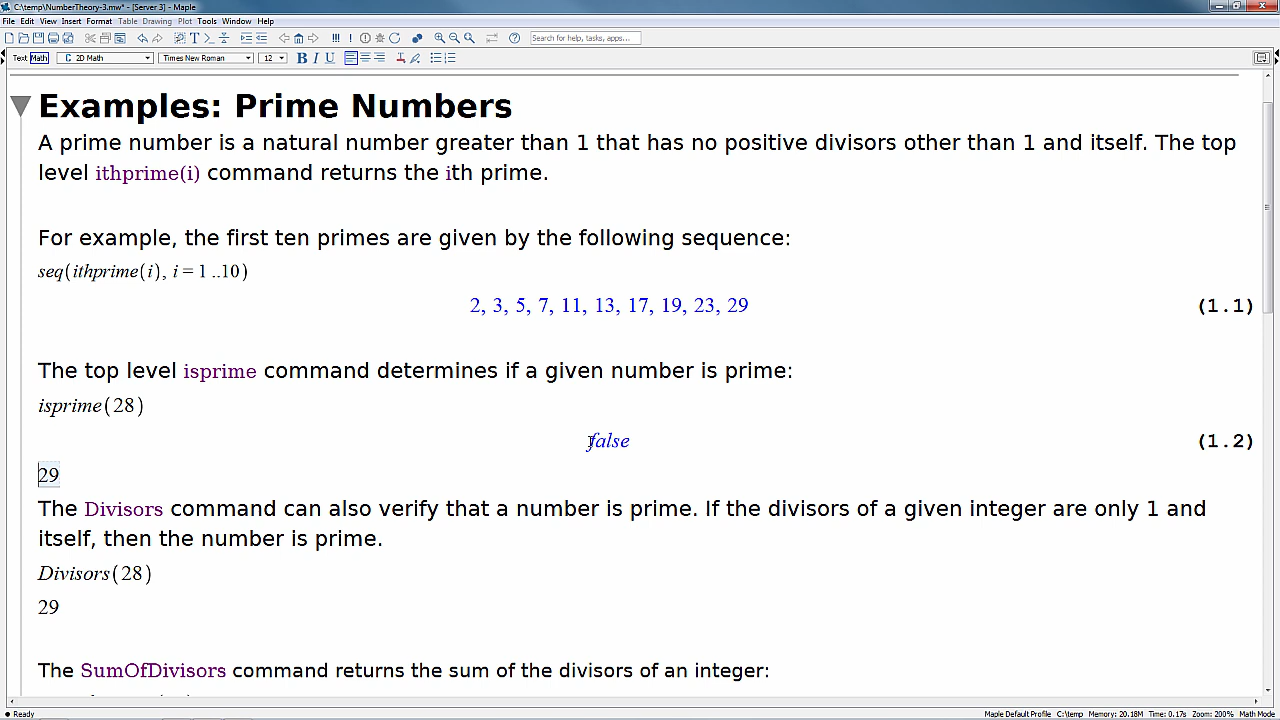 C:\temp\NumberTheory-3.mw* - [Server 3] - Maple
File Edit View Insert Format Table Drawing Plot Tools Window Help
Search for help, tasks, apps...
Text Math C 2D Math Times New Roman 12 B I U
Examples: Prime Numbers
A prime number is a natural number greater than 1 that has no positive divisors other than 1 and itself. The top
level ithprime(i) command returns the ith prime.
For example, the first ten primes are given by the following sequence:
seq(ithprime(i), i = 1 ..10)
2, 3, 5, 7, 11, 13, 17, 19, 23, 29 (1.1)
The top level isprime command determines if a given number is prime:
isprime(28)
false (1.2)
29
The Divisors command can also verify that a number is prime. If the divisors of a given integer are only 1 and
itself, then the number is prime.
Divisors(28)
29
The SumOfDivisors command returns the sum of the divisors of an integer:
Ready Maple Default Profile C:\temp Memory: 20.18M Time: 0.17s Zoom: 200% Math Mode